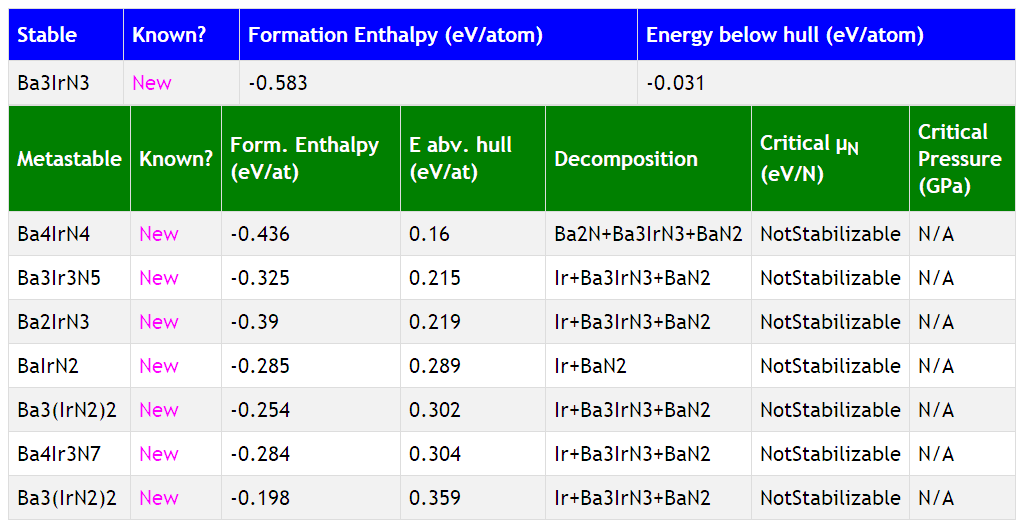 Stable Known? Formation Enthalpy (eV/atom) Energy below hull (eV/atom)
Ba3IrN3 New -0.583 -0.031
Metastable Known? Form. Enthalpy (eV/at) E abv. hull (eV/at) Decomposition Critical μN (eV/N) Critical Pressure (GPa)
Ba4IrN4 New -0.436 0.16 Ba2N+Ba3IrN3+BaN2 NotStabilizable N/A
Ba3Ir3N5 New -0.325 0.215 Ir+Ba3IrN3+BaN2 NotStabilizable N/A
Ba2IrN3 New -0.39 0.219 Ir+Ba3IrN3+BaN2 NotStabilizable N/A
BaIrN2 New -0.285 0.289 Ir+BaN2 NotStabilizable N/A
Ba3(IrN2)2 New -0.254 0.302 Ir+Ba3IrN3+BaN2 NotStabilizable N/A
Ba4Ir3N7 New -0.284 0.304 Ir+Ba3IrN3+BaN2 NotStabilizable N/A
Ba3(IrN2)2 New -0.198 0.359 Ir+Ba3IrN3+BaN2 NotStabilizable N/A